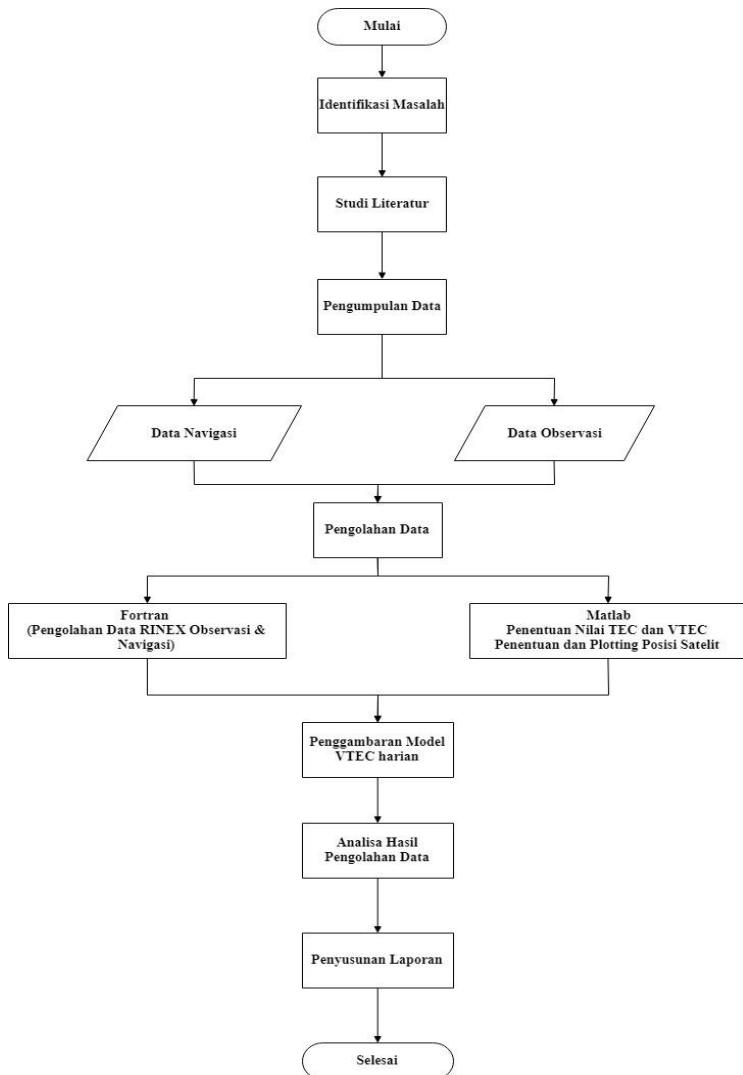 Mulai
Identifikasi Masalah
Studi Literatur
Pengumpulan Data
Data Navigasi
Data Observasi
Pengolahan Data
Fortran
(Pengolahan Data RINEX Observasi &
Navigasi)
Matlab
Penentuan Nilai TEC dan VTEC
Penentuan dan Plotting Posisi Satelit
Penggambaran Model
VTEC harian
Analisa Hasil
Pengolahan Data
Penyusunan Laporan
Selesai